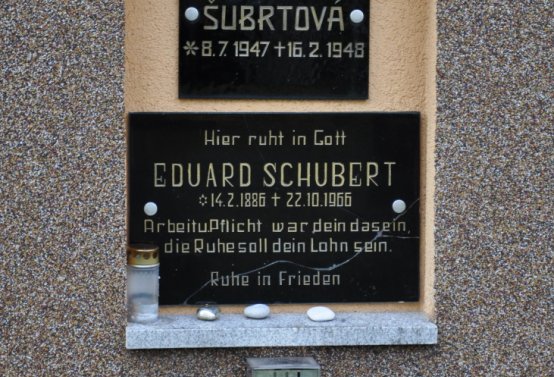 ŠUBRTOVÁ
*8.7.1947 +16.2.1948
Hier ruht in Gott
EDUARD SCHUBERT
*14.2.1886 + 22.10.1966
Arbeit u Pflicht war dein dasein,
die Ruhe soll dein Lohn sein.
Ruhe in Frieden